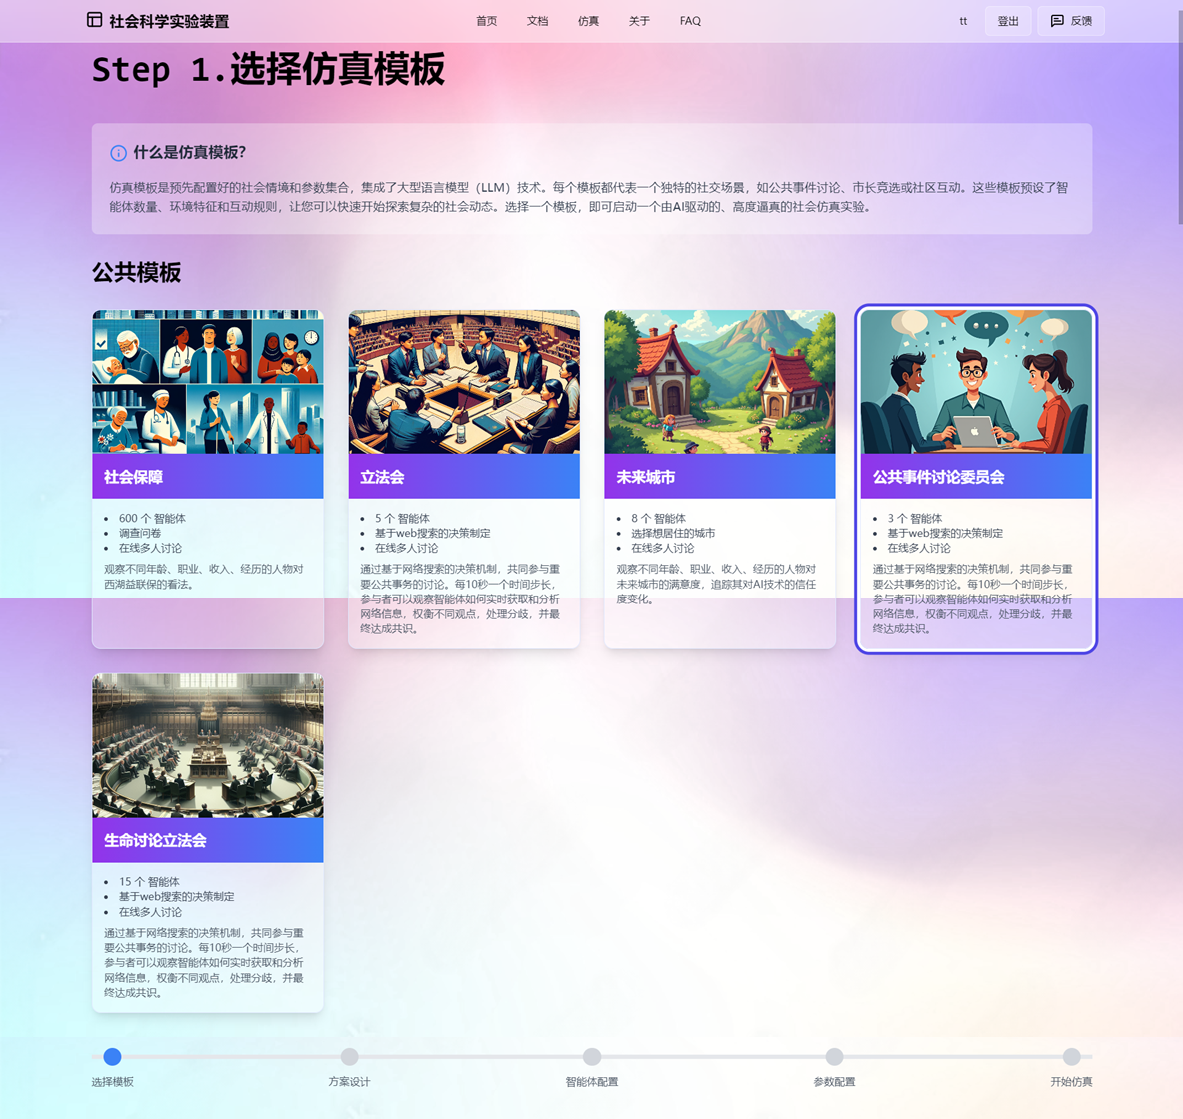 社会科学实验装置
首页 文档 仿真 关于 FAQ
tt 登出 反馈
Step 1.选择仿真模板
什么是仿真模板?
仿真模板是预先配置好的社会情境和参数集合，集成了大型语言模型（LLM）技术。每个模板都代表一个独特的社交场景，如公共事件讨论、市长竞选或社区互动。这些模板预设了智
能体数量、环境特征和互动规则，让您可以快速开始探索复杂的社会动态。选择一个模板，即可启动一个由AI驱动的、高度逼真的社会仿真实验。
公共模板
社会保障
• 600 个 智能体
• 调查问卷
• 在线多人讨论
观察不同年龄、职业、收入、经历的人物对
西湖益联保的看法。
立法会
• 5 个 智能体
• 基于web搜索的决策制定
• 在线多人讨论
通过基于网络搜索的决策机制，共同参与重
要公共事务的讨论。每10秒一个时间步长，
参与者可以观察智能体如何实时获取和分析
网络信息，权衡不同观点，处理分歧，并最
终达成共识。
未来城市
• 8 个 智能体
• 选择想居住的城市
• 在线多人讨论
观察不同年龄、职业、收入、经历的人物对
未来城市的满意度，追踪其对AI技术的信任
度变化。
公共事件讨论委员会
• 3 个 智能体
• 基于web搜索的决策制定
• 在线多人讨论
通过基于网络搜索的决策机制，共同参与重
要公共事务的讨论。每10秒一个时间步长，
参与者可以观察智能体如何实时获取和分析
网络信息，权衡不同观点，处理分歧，并最
终达成共识。
生命讨论立法会
• 15 个 智能体
• 基于web搜索的决策制定
• 在线多人讨论
通过基于网络搜索的决策机制，共同参与重
要公共事务的讨论。每10秒一个时间步长，
参与者可以观察智能体如何实时获取和分析
网络信息，权衡不同观点，处理分歧，并最
终达成共识。
选择模板 方案设计 智能体配置 参数配置 开始仿真